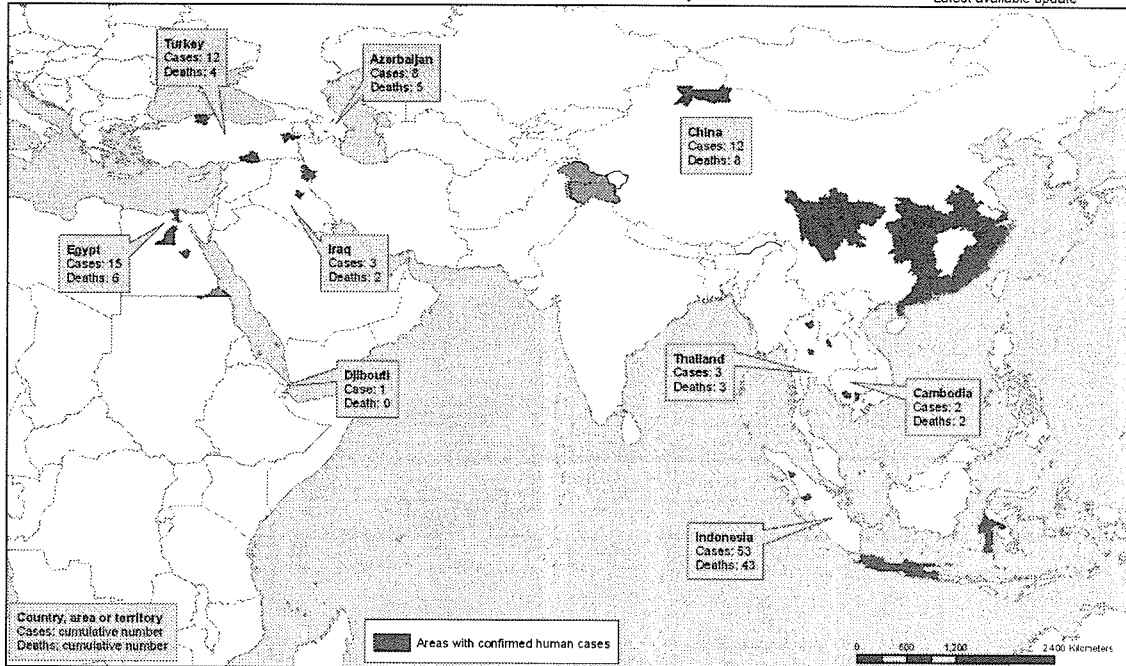 Latest available update
Turkey
Cases: 12
Deaths: 4
Azerbaijan
Cases: 8
Deaths: 5
China
Cases: 12
Deaths: 8
Egypt
Cases: 15
Deaths: 6
Iraq
Cases: 3
Deaths: 2
Djibouti
Case: 1
Death: 0
Thailand
Cases: 3
Deaths: 3
Cambodia
Cases: 2
Deaths: 2
Indonesia
Cases: 53
Deaths: 43
Country, area or territory
Cases: cumulative number
Deaths: cumulative number
Areas with confirmed human cases
0 600 1,200 2 400 Kilometers